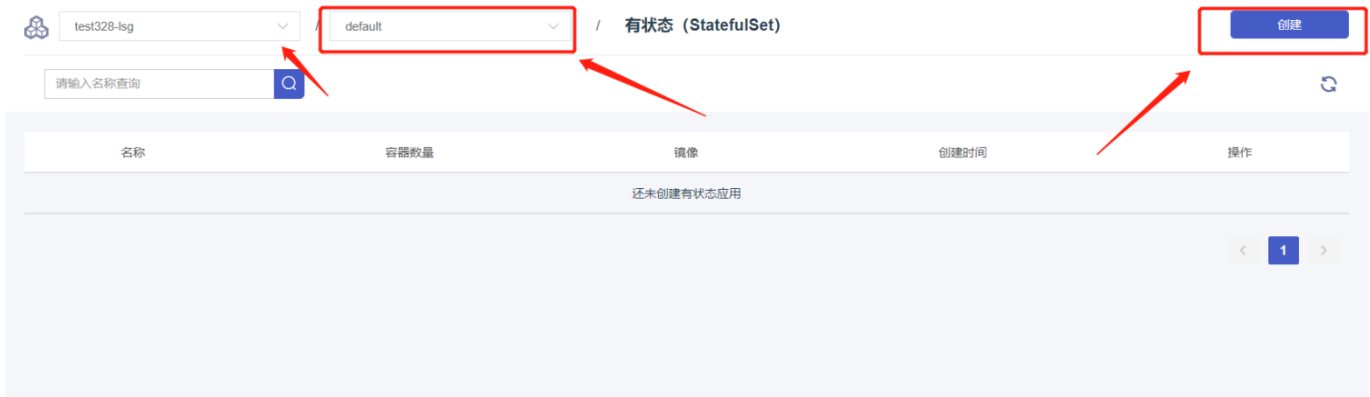 test328-lsg / default / 有状态（StatefulSet） 创建
请输入名称查询
名称 容器数量 镜像 创建时间 操作
还未创建有状态应用
< 1 >